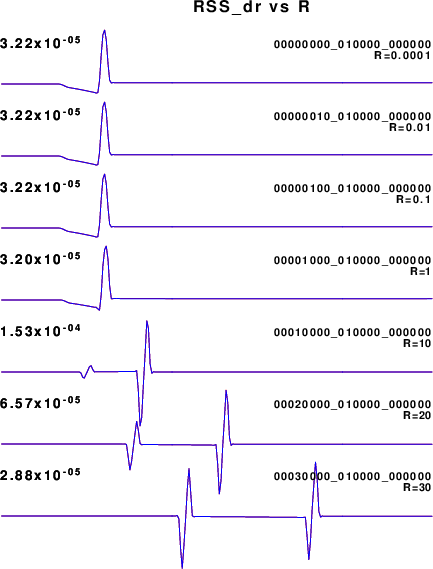 RSS_dr vs R
3.22x10-05
00000000_010000_000000
R=0.0001
3.22x10-05
00000010_010000_000000
R=0.01
3.22x10-05
00000100_010000_000000
R=0.1
3.20x10-05
00001000_010000_000000
R=1
1.53x10-04
00010000_010000_000000
R=10
6.57x10-05
00020000_010000_000000
R=20
2.88x10-05
00030000_010000_000000
R=30